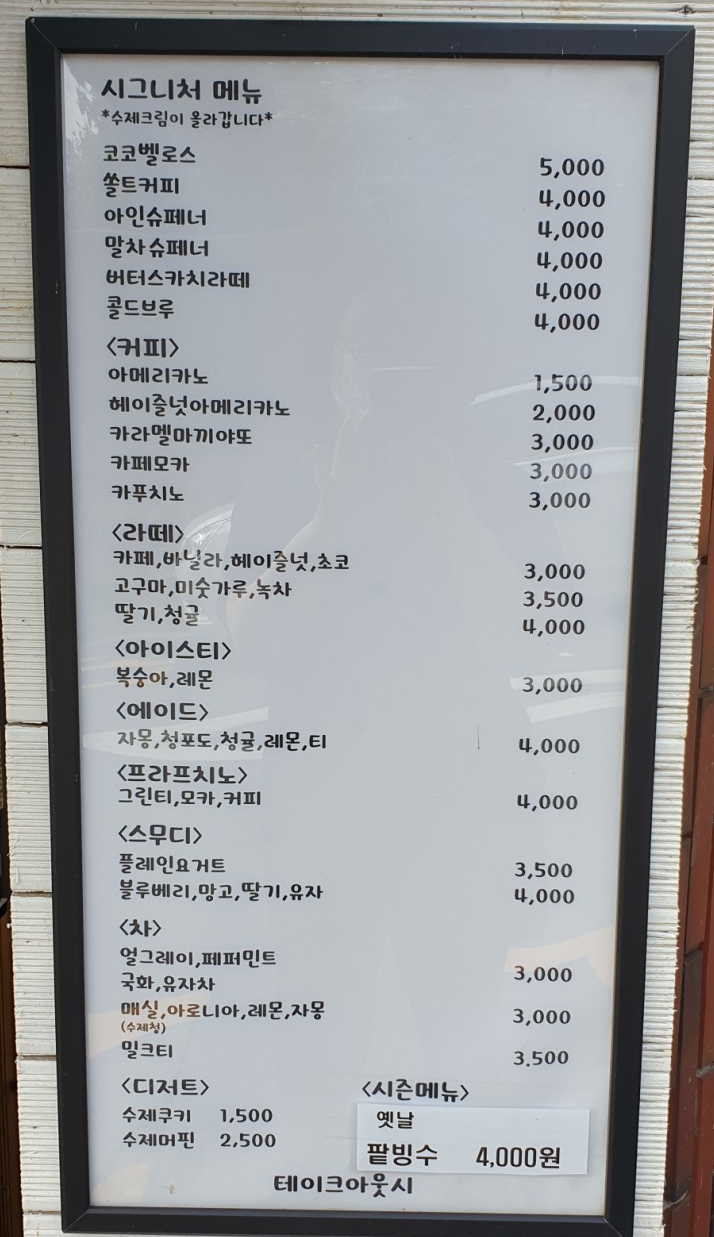 시그니처 메뉴
*수제크림이 올라갑니다*
코코벨로스 5,000
쏠트커피 4,000
아인슈페너 4,000
말차슈페너 4,000
버터스카치라떼 4,000
콜드브루 4,000
<커피>
아메리카노 1,500
헤이즐넛아메리카노 2,000
카라멜마끼야또 3,000
카페모카 3,000
카푸치노 3,000
<라떼>
카페,바닐라,헤이즐넛,초코 3,000
고구마,미숫가루,녹차 3,500
딸기,청귤 4,000
<아이스티>
복숭아,레몬 3,000
<에이드>
자몽,청포도,청귤,레몬,티 4,000
<프라프치노>
그린티,모카,커피 4,000
<스무디>
플레인요거트 3,500
블루베리,망고,딸기,유자 4,000
<차>
얼그레이,페퍼민트
국화,유자차 3,000
매실,아로니아,레몬,자몽 3,000
(수제청)
밀크티 3.500
<디저트>
수제쿠키 1,500
수제머핀 2,500
<시즌메뉴>
옛날
팥빙수 4,000원
테이크아웃시